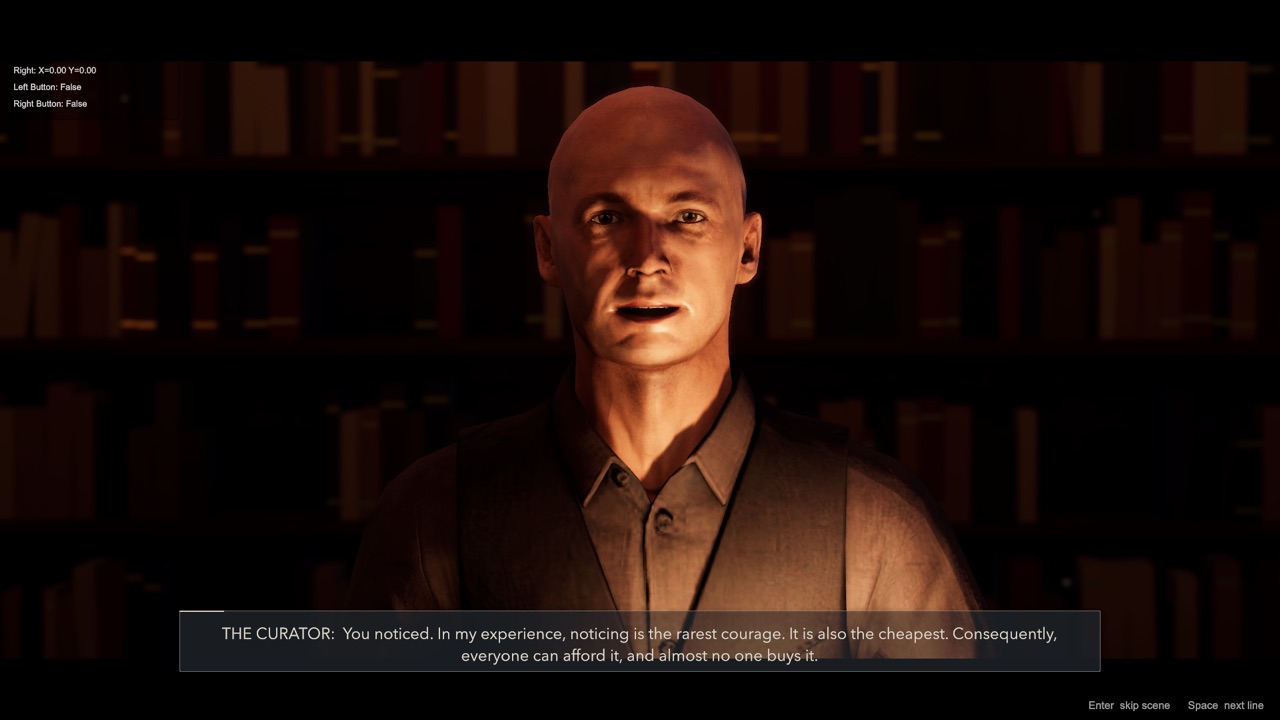 Right: X=0.00 Y=0.00
Left Button: False
Right Button: False
THE CURATOR: You noticed. In my experience, noticing is the rarest courage. It is also the cheapest. Consequently,
everyone can afford it, and almost no one buys it.
Enter skip scene Space next line